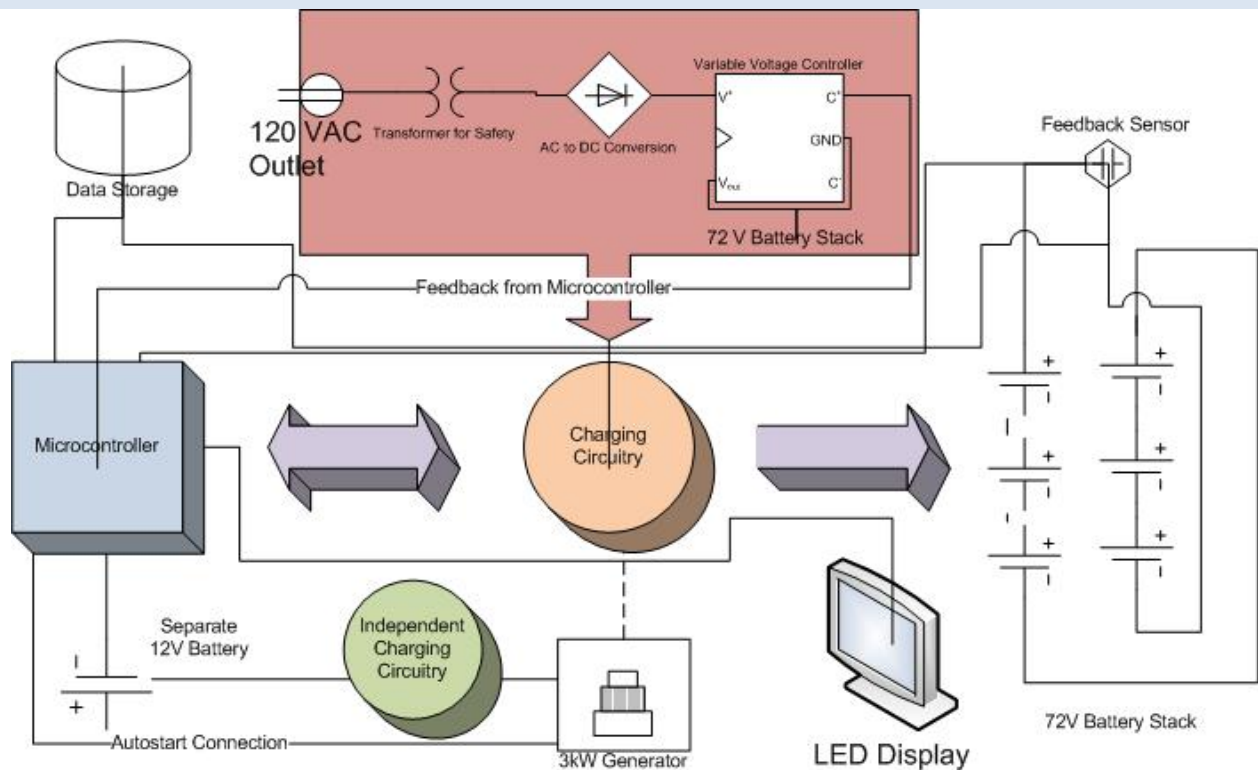 Variable Voltage Controller
V+
C+
GND
Vout
C-
120 VAC
Outlet
Transformer for Safety
AC to DC Conversion
72 V Battery Stack
Feedback Sensor
Data Storage
Feedback from Microcontroller
+
+
Microcontroller
Charging
Circuitry
+
+
+
+
Separate
12V Battery
Independent
Charging
Circuitry
+
Autostart Connection
3kW Generator
LED Display
72V Battery Stack